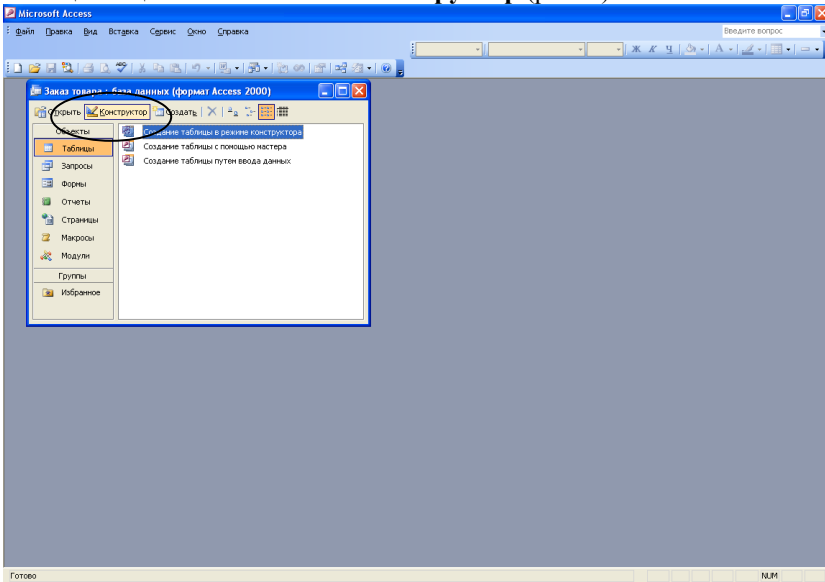 Microsoft Access
Файл Правка Вид Вставка Сервис Окно Справка
Введите вопрос
Ж К Ч
Заказ товара : база данных (формат Access 2000)
Открыть Конструктор Создать
Объекты
Таблицы
Запросы
Формы
Отчеты
Страницы
Макросы
Модули
Группы
Избранное
Создание таблицы в режиме конструктора
Создание таблицы с помощью мастера
Создание таблицы путем ввода данных
Готово
NUM